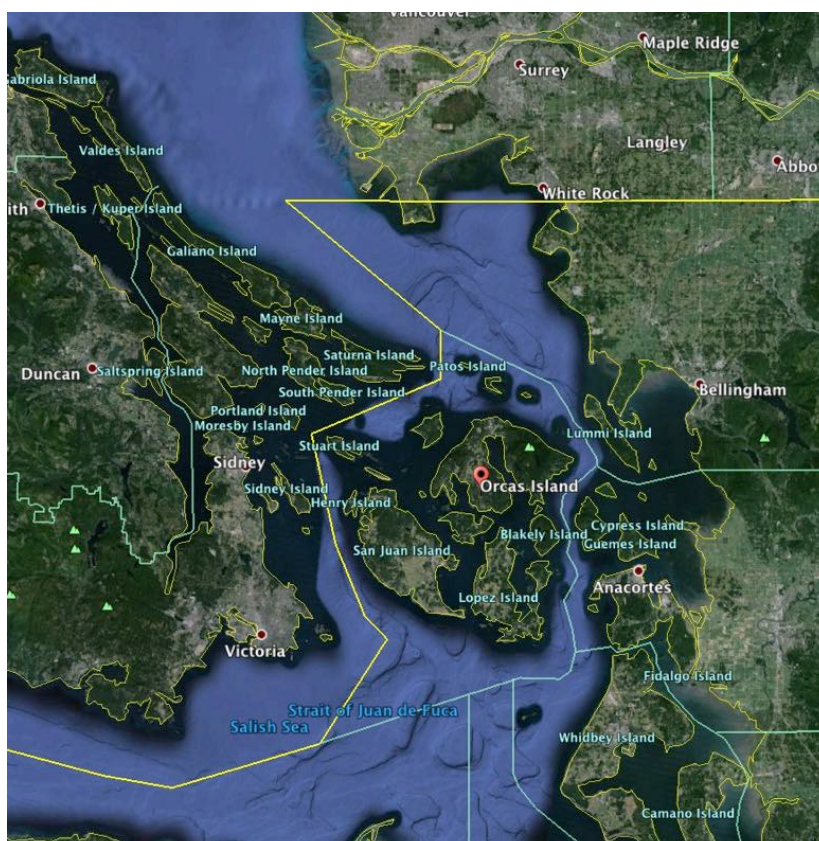 Vancouver
Maple Ridge
Surrey
Gabriola Island
Langley
Valdes Island
Abbo
White Rock
ith
Thetis / Kuper Island
Galiano Island
Mayne Island
Saturna Island
Patos Island
Duncan
Saltspring Island
North Pender Island
South Pender Island
Bellingham
Portland Island
Moresby Island
Lummi Island
Stuart Island
Sidney
Orcas Island
Sidney Island
Henry Island
Cypress Island
Blakely Island
Guemes Island
San Juan Island
Anacortes
Lopez Island
Victoria
Fidalgo Island
Strait of Juan de Fuca
Salish Sea
Whidbey Island
Camano Island